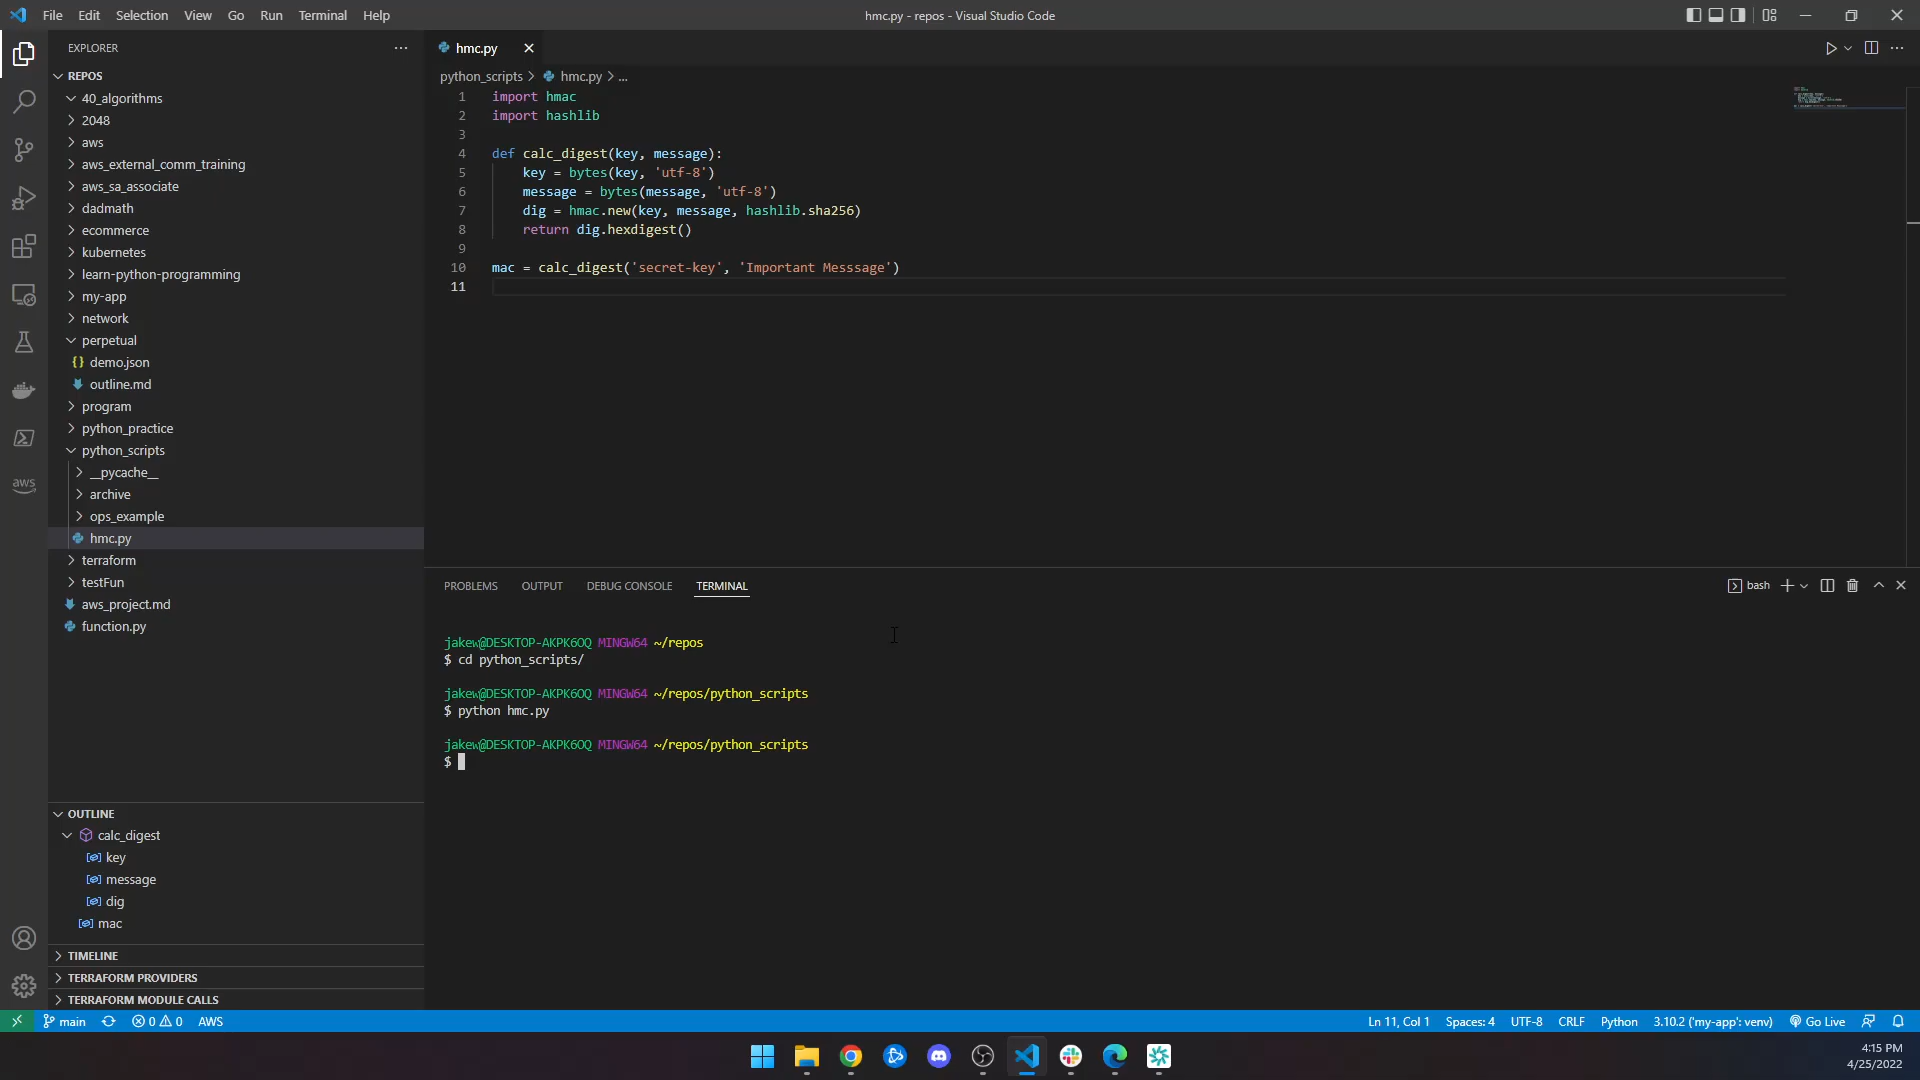 File Edit Selection View Go Run Terminal Help
hmc.py - repos - Visual Studio Code
EXPLORER
REPOS
40_algorithms
2048
aws
aws_external_comm_training
aws_sa_associate
dadmath
ecommerce
kubernetes
learn-python-programming
my-app
network
perpetual
demo.json
outline.md
program
python_practice
python_scripts
__pycache__
archive
ops_example
hmc.py
terraform
testFun
aws_project.md
function.py
aws
OUTLINE
calc_digest
key
message
dig
mac
TIMELINE
TERRAFORM PROVIDERS
TERRAFORM MODULE CALLS
hmc.py
python_scripts > hmc.py > ...
1 import hmac
2 import hashlib
3
4 def calc_digest(key, message):
5 key = bytes(key, 'utf-8')
6 message = bytes(message, 'utf-8')
7 dig = hmac.new(key, message, hashlib.sha256)
8 return dig.hexdigest()
9
10 mac = calc_digest('secret-key', 'Important Messsage')
11
PROBLEMS OUTPUT DEBUG CONSOLE TERMINAL
bash
jakew@DESKTOP-AKPK6OQ MINGW64 ~/repos
$ cd python_scripts/
jakew@DESKTOP-AKPK6OQ MINGW64 ~/repos/python_scripts
$ python hmc.py
jakew@DESKTOP-AKPK6OQ MINGW64 ~/repos/python_scripts
$
main 0 0 AWS
Ln 11, Col 1 Spaces: 4 UTF-8 CRLF Python 3.10.2 ('my-app': venv) Go Live
4:15 PM
4/25/2022